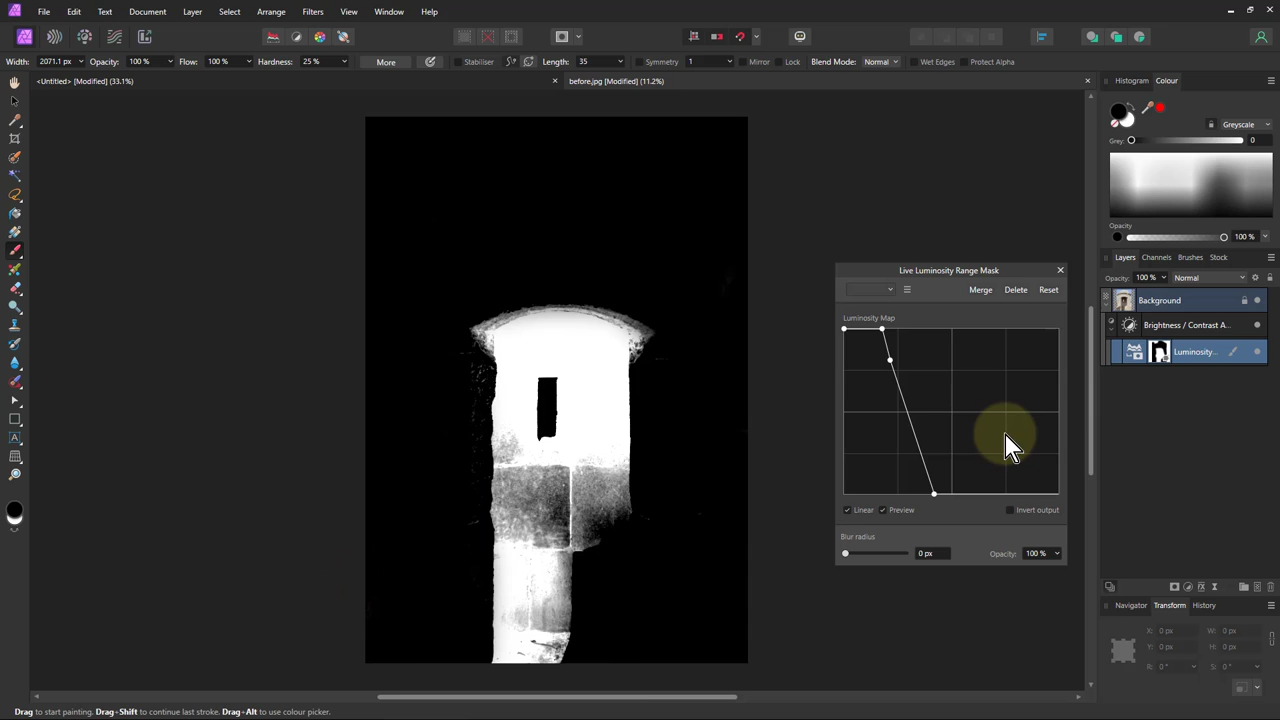 File Edit Text Document Layer Select Arrange Filters View Window Help
Width: 2071.1 px Opacity: 100 % Flow: 100 % Hardness: 25 % More Stabiliser Length: 35 Symmetry 1 Mirror Lock Blend Mode: Normal Wet Edges Protect Alpha
<Untitled> [Modified] (33.1%) before.jpg [Modified] (11.2%)
Histogram Colour
Greyscale
Grey: 0
Opacity
100 %
Layers Channels Brushes Stock
Opacity: 100 % Normal
Background
Brightness / Contrast A...
Luminosity...
Live Luminosity Range Mask
Merge Delete Reset
Luminosity Map
Linear Preview Invert output
Blur radius
0 px Opacity: 100 %
Navigator Transform History
X: 0 px W: 0 px
Y: 0 px H: 0 px
R: 0 ° S: 0 °
Drag to start painting. Drag+Shift to continue last stroke. Drag+Alt to use colour picker.